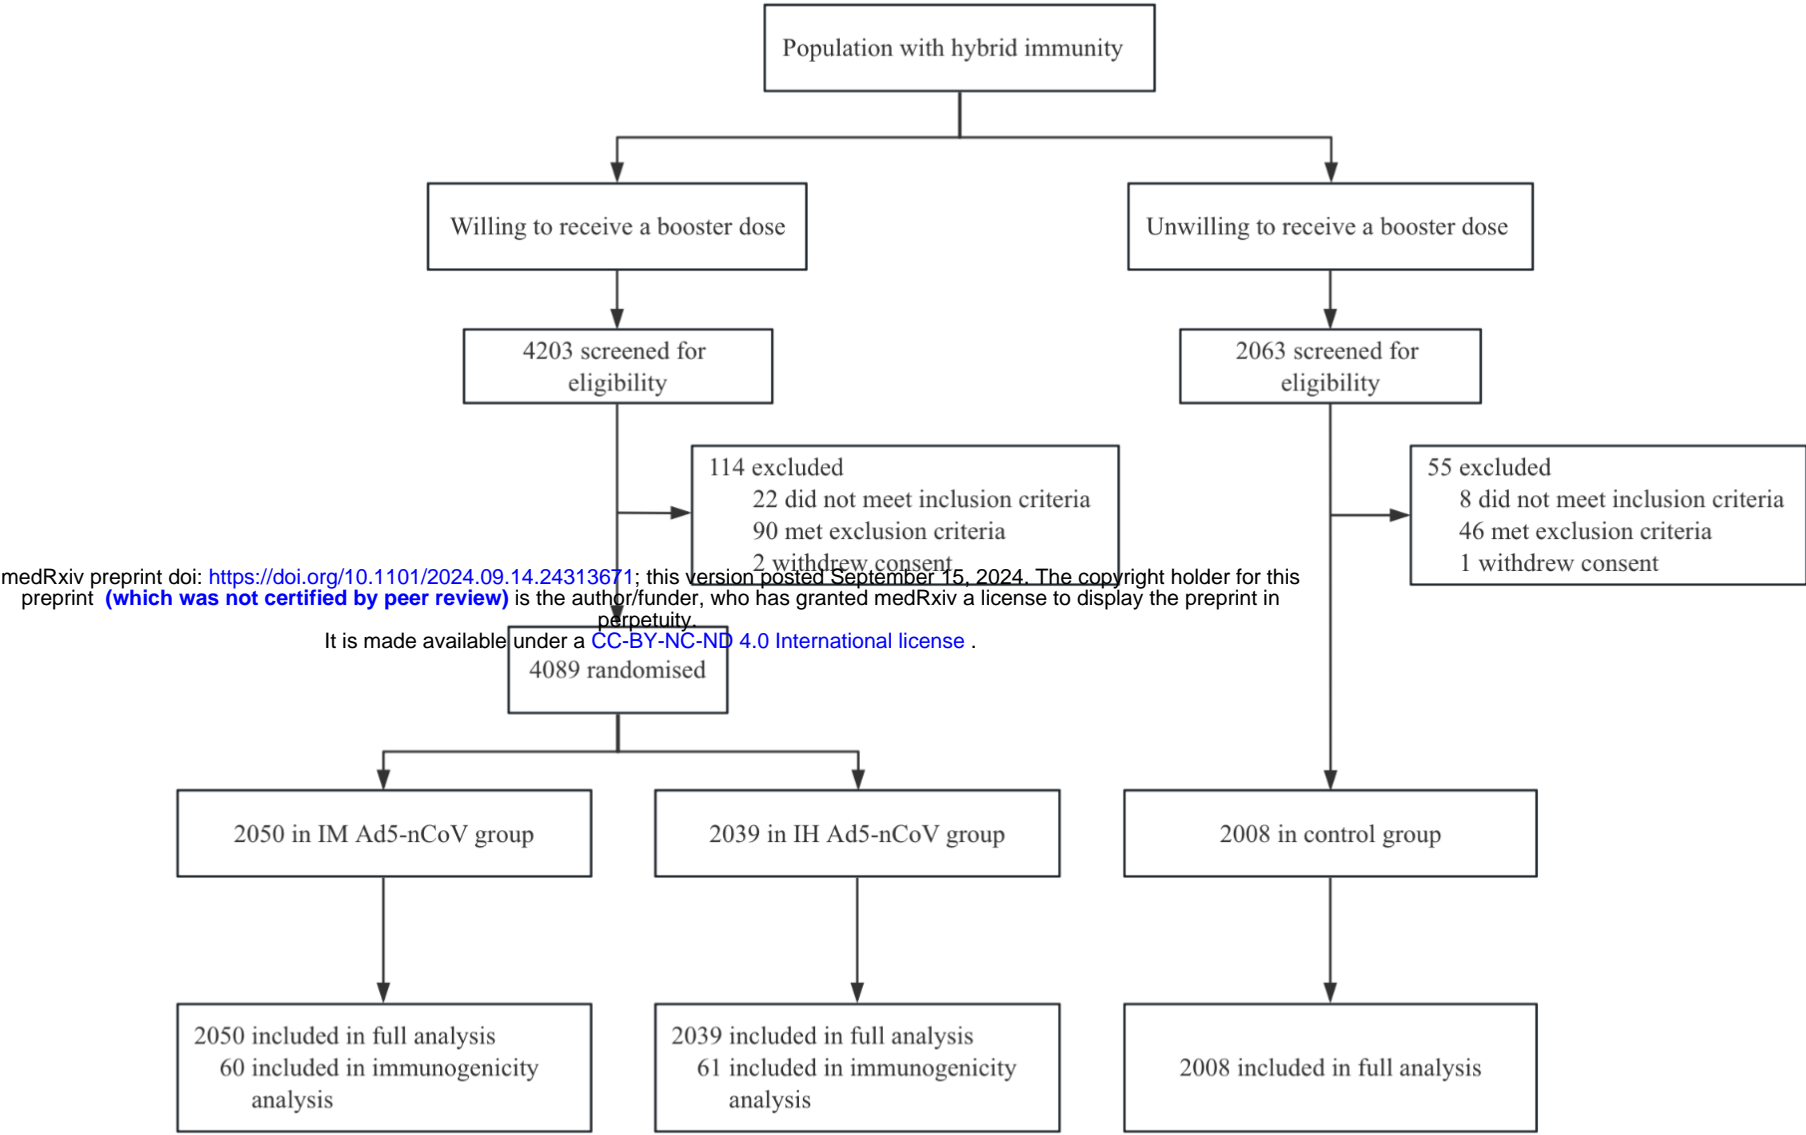 Population with hybrid immunity
Willing to receive a booster dose
Unwilling to receive a booster dose
4203 screened for
eligibility
2063 screened for
eligibility
114 excluded
22 did not meet inclusion criteria
90 met exclusion criteria
2 withdrew consent
55 excluded
8 did not meet inclusion criteria
46 met exclusion criteria
1 withdrew consent
medRxiv preprint doi: https://doi.org/10.1101/2024.09.14.24313671; this version posted September 15, 2024. The copyright holder for this
preprint (which was not certified by peer review) is the author/funder, who has granted medRxiv a license to display the preprint in
perpetuity.
It is made available under a CC-BY-NC-ND 4.0 International license .
4089 randomised
2050 in IM Ad5-nCoV group
2039 in IH Ad5-nCoV group
2008 in control group
2050 included in full analysis
60 included in immunogenicity
analysis
2039 included in full analysis
61 included in immunogenicity
analysis
2008 included in full analysis